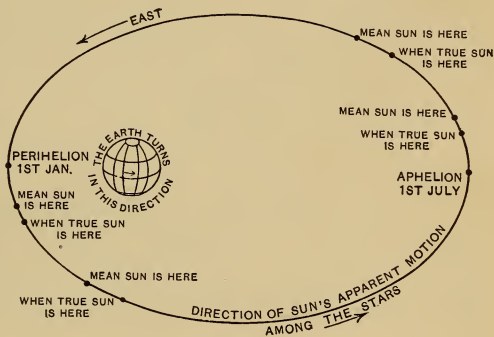 EAST
MEAN SUN IS HERE
WHEN TRUE SUN
IS HERE
MEAN SUN IS HERE
WHEN TRUE SUN
IS HERE
THE EARTH TURNS
IN THIS DIRECTION
PERIHELION
1ST JAN.
APHELION
1ST JULY
MEAN SUN
IS HERE
WHEN TRUE SUN
IS HERE
MEAN SUN IS HERE
WHEN TRUE SUN
IS HERE
DIRECTION OF SUN'S APPARENT MOTION
AMONG THE STARS